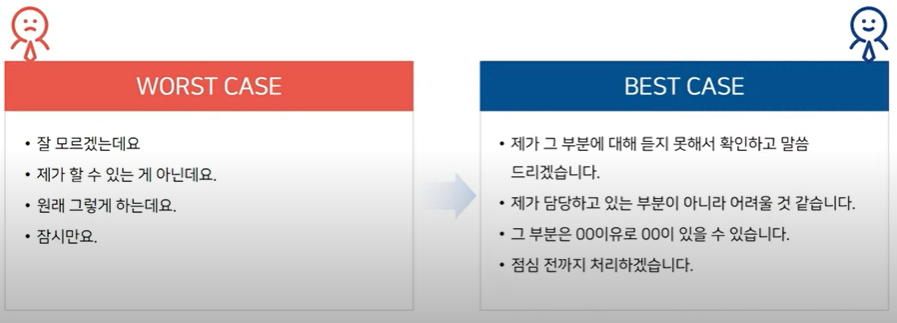 WORST CASE
• 잘 모르겠는데요
• 제가 할 수 있는 게 아닌데요.
• 원래 그렇게 하는데요.
• 잠시만요.
BEST CASE
• 제가 그 부분에 대해 듣지 못해서 확인하고 말씀
드리겠습니다.
• 제가 담당하고 있는 부분이 아니라 어려울 것 같습니다.
• 그 부분은 00이유로 00이 있을 수 있습니다.
• 점심 전까지 처리하겠습니다.